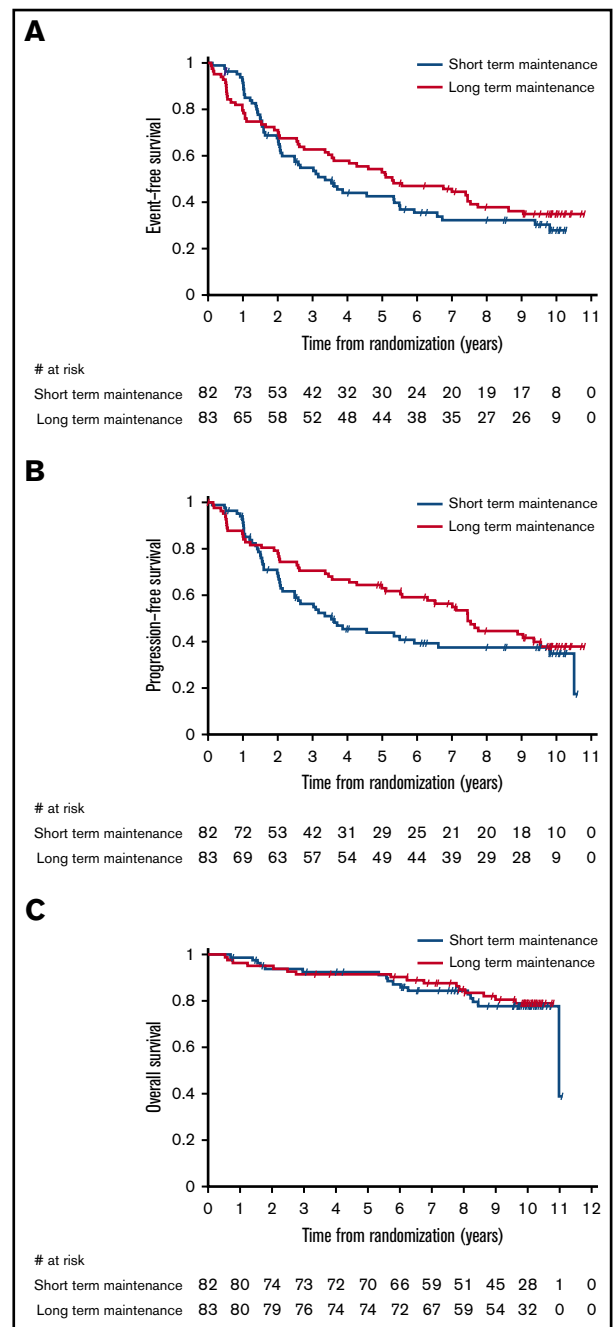 A
Short term maintenance
Long term maintenance
Event–free survival
1
0.8
0.6
0.4
0.2
0
0 1 2 3 4 5 6 7 8 9 10 11
Time from randomization (years)
# at risk
Short term maintenance 82 73 53 42 32 30 24 20 19 17 8 0
Long term maintenance 83 65 58 52 48 44 38 35 27 26 9 0
B
Short term maintenance
Long term maintenance
Progression–free survival
1
0.8
0.6
0.4
0.2
0
0 1 2 3 4 5 6 7 8 9 10 11
Time from randomization (years)
# at risk
Short term maintenance 82 72 53 42 31 29 25 21 20 18 10 0
Long term maintenance 83 69 63 57 54 49 44 39 29 28 9 0
C
Short term maintenance
Long term maintenance
Overall survival
1
0.8
0.6
0.4
0.2
0
0 1 2 3 4 5 6 7 8 9 10 11 12
Time from randomization (years)
# at risk
Short term maintenance 82 80 74 73 72 70 66 59 51 45 28 1 0
Long term maintenance 83 80 79 76 74 74 72 67 59 54 32 0 0